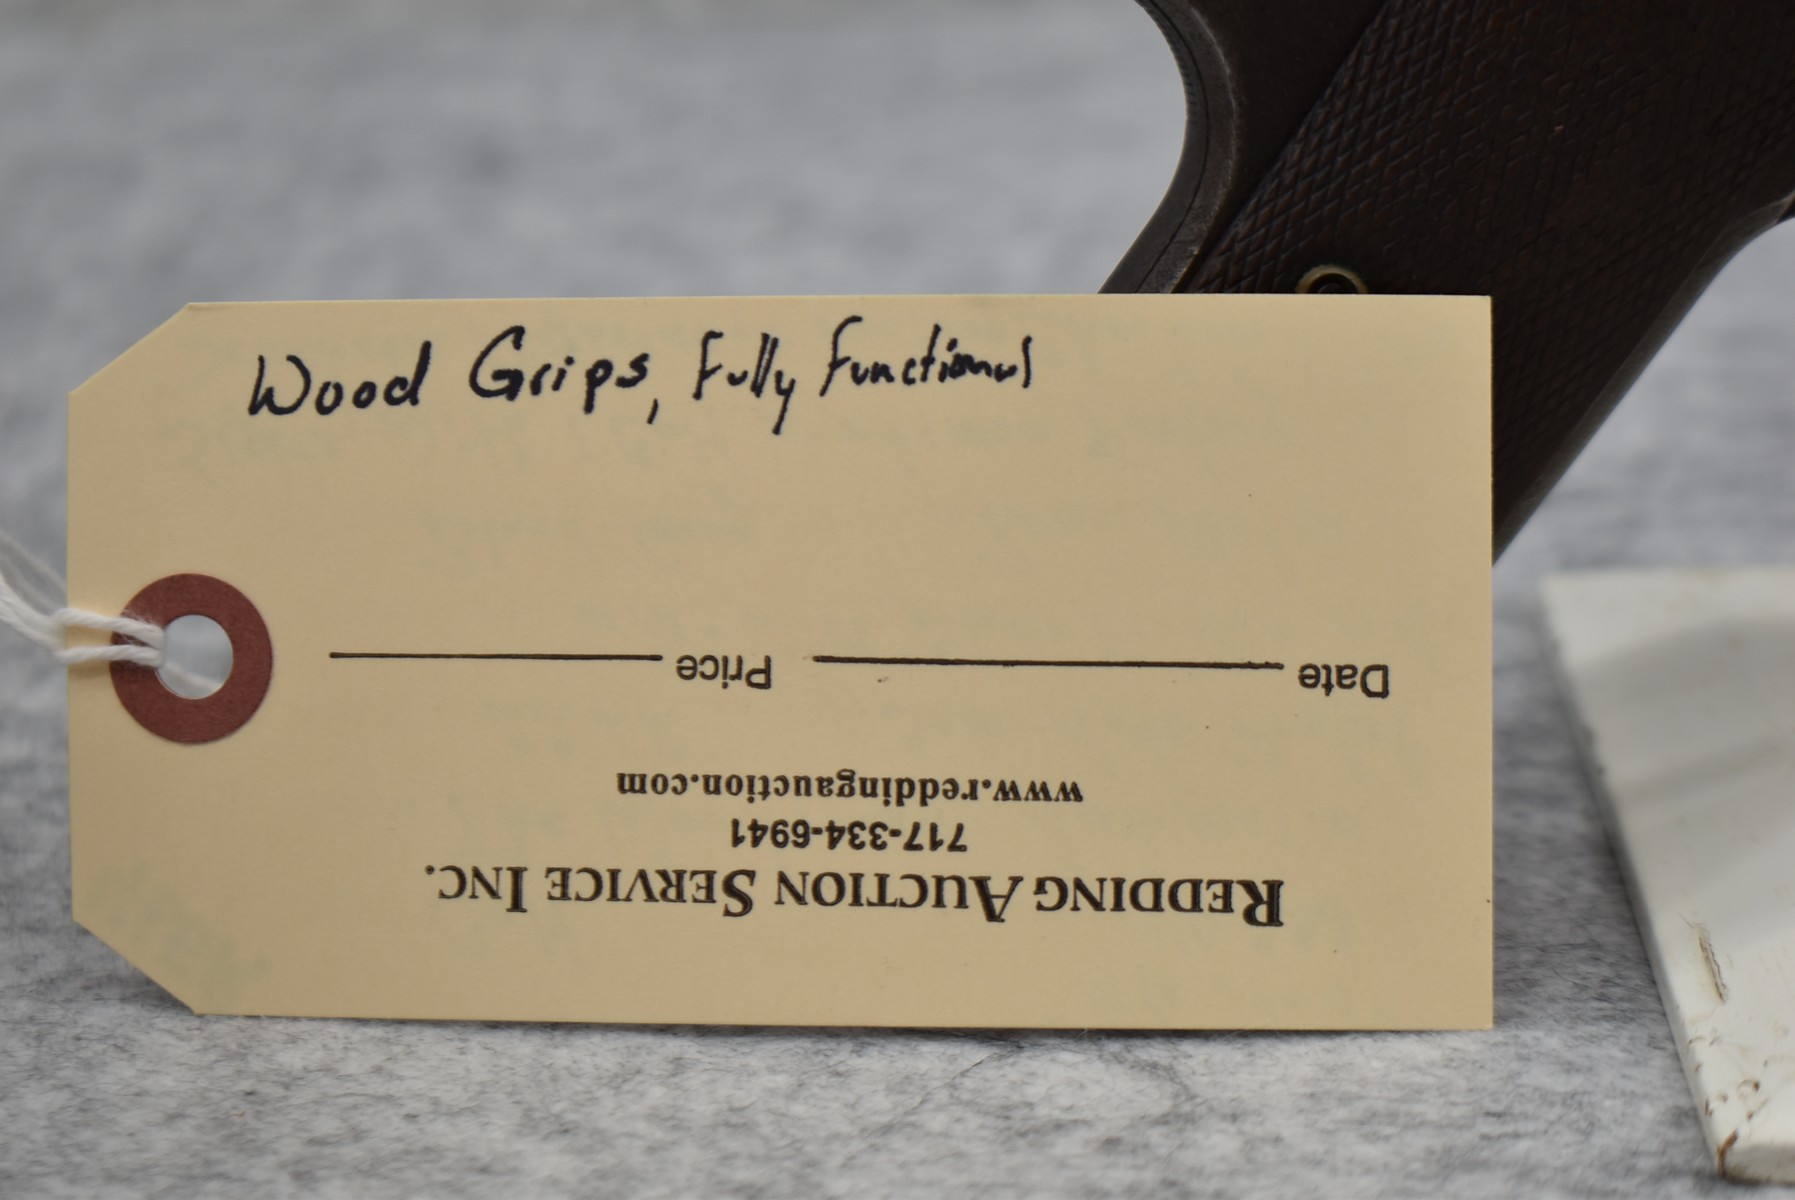 Wood Grips, Fully Functional
REDDING AUCTION SERVICE INC.
717-334-6941
www.reddingauction.com
Date Price